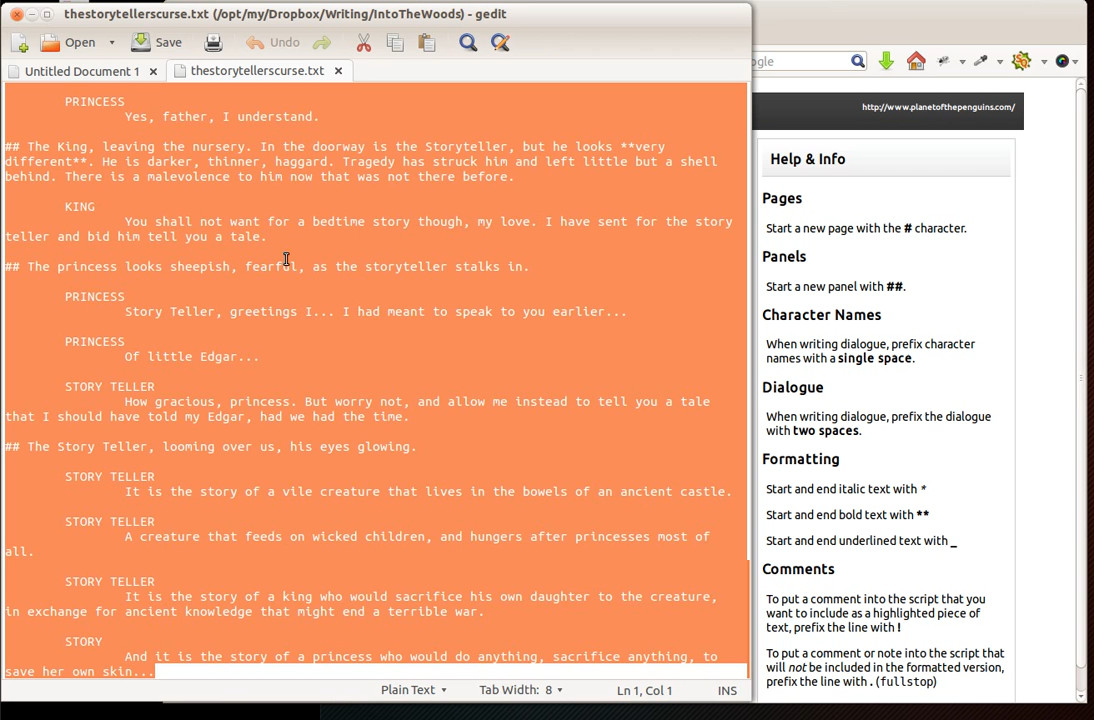 thestorytellerscurse.txt (/opt/my/Dropbox/Writing/IntoTheWoods) - gedit
Open Save Undo
Untitled Document 1 thestorytellerscurse.txt
PRINCESS
Yes, father, I understand.
## The King, leaving the nursery. In the doorway is the Storyteller, but he looks **very
different**. He is darker, thinner, haggard. Tragedy has struck him and left little but a shell
behind. There is a malevolence to him now that was not there before.
KING
You shall not want for a bedtime story though, my love. I have sent for the story
teller and bid him tell you a tale.
## The princess looks sheepish, fearful, as the storyteller stalks in.
PRINCESS
Story Teller, greetings I... I had meant to speak to you earlier...
PRINCESS
Of little Edgar...
STORY TELLER
How gracious, princess. But worry not, and allow me instead to tell you a tale
that I should have told my Edgar, had we had the time.
## The Story Teller, looming over us, his eyes glowing.
STORY TELLER
It is the story of a vile creature that lives in the bowels of an ancient castle.
STORY TELLER
A creature that feeds on wicked children, and hungers after princesses most of
all.
STORY TELLER
It is the story of a king who would sacrifice his own daughter to the creature,
in exchange for ancient knowledge that might end a terrible war.
STORY
And it is the story of a princess who would do anything, sacrifice anything, to
save her own skin...
Plain Text Tab Width: 8 Ln 1, Col 1 INS
ogle
http://www.planetofthepenguins.com/
Help & Info
Pages
Start a new page with the # character.
Panels
Start a new panel with ##.
Character Names
When writing dialogue, prefix character
names with a single space.
Dialogue
When writing dialogue, prefix the dialogue
with two spaces.
Formatting
Start and end italic text with *
Start and end bold text with **
Start and end underlined text with _
Comments
To put a comment into the script that you
want to include as a highlighted piece of
text, prefix the line with !
To put a comment or note into the script that
will not be included in the formatted version,
prefix the line with . (fullstop)